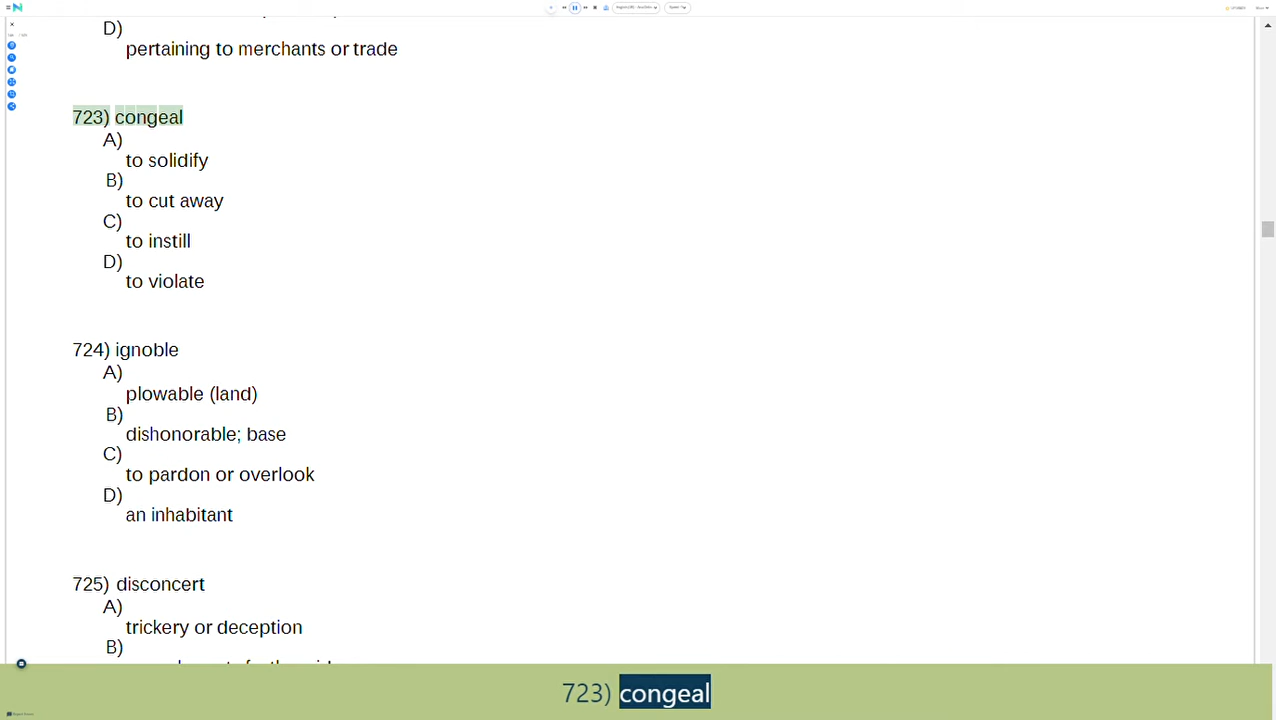 D)
pertaining to merchants or trade
723) congeal
A)
to solidify
B)
to cut away
C)
to instill
D)
to violate
724) ignoble
A)
plowable (land)
B)
dishonorable; base
C)
to pardon or overlook
D)
an inhabitant
725) disconcert
A)
trickery or deception
B)
723) congeal